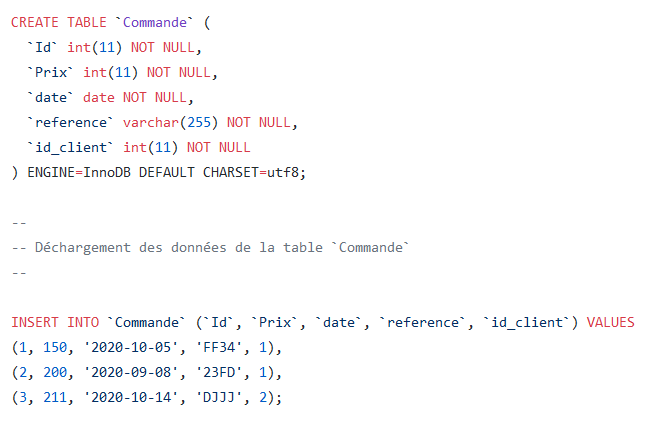 CREATE TABLE `Commande` (
  `Id` int(11) NOT NULL,
  `Prix` int(11) NOT NULL,
  `date` date NOT NULL,
  `reference` varchar(255) NOT NULL,
  `id_client` int(11) NOT NULL
) ENGINE=InnoDB DEFAULT CHARSET=utf8;
--
-- Déchargement des données de la table `Commande`
--
INSERT INTO `Commande` (`Id`, `Prix`, `date`, `reference`, `id_client`) VALUES
(1, 150, '2020-10-05', 'FF34', 1),
(2, 200, '2020-09-08', '23FD', 1),
(3, 211, '2020-10-14', 'DJJJ', 2);